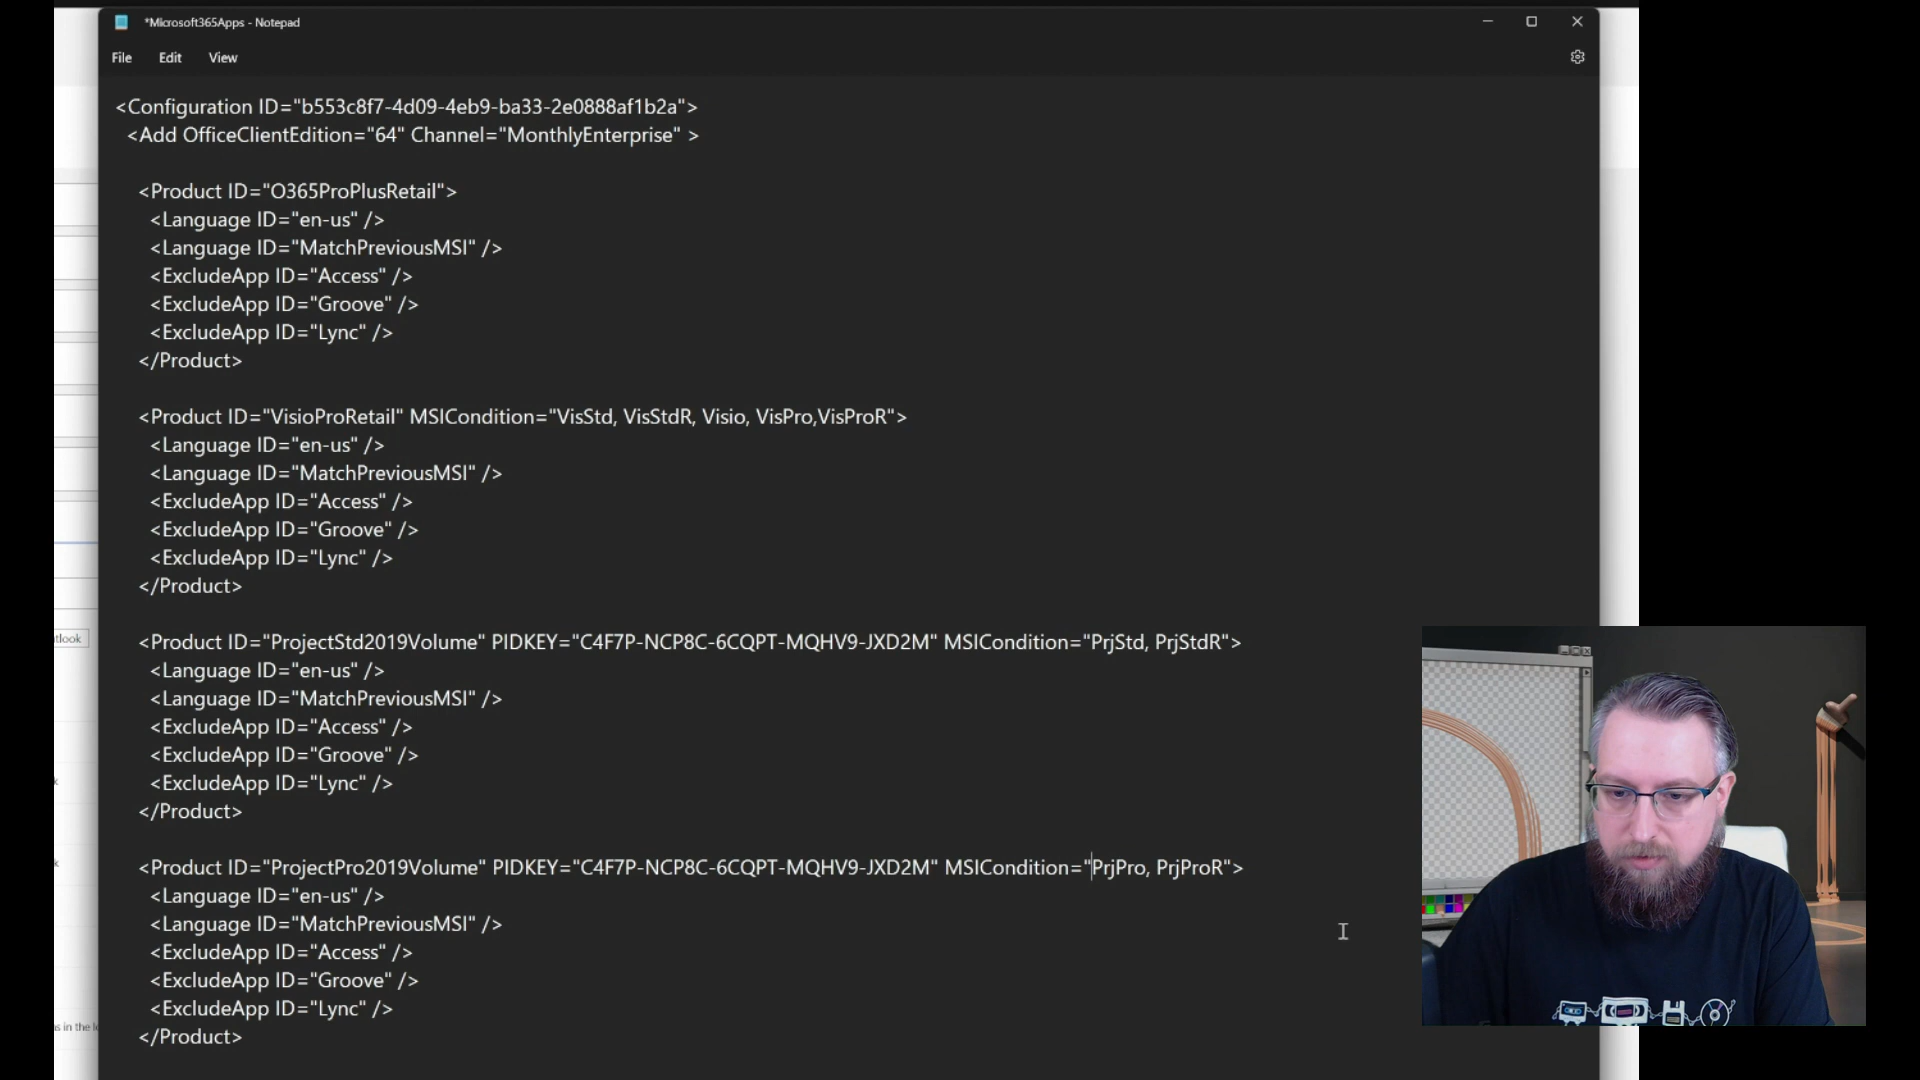 *Microsoft365Apps - Notepad
File Edit View
<Configuration ID="b553c8f7-4d09-4eb9-ba33-2e0888af1b2a">
<Add OfficeClientEdition="64" Channel="MonthlyEnterprise" >
<Product ID="O365ProPlusRetail">
<Language ID="en-us" />
<Language ID="MatchPreviousMSI" />
<ExcludeApp ID="Access" />
<ExcludeApp ID="Groove" />
<ExcludeApp ID="Lync" />
</Product>
<Product ID="VisioProRetail" MSICondition="VisStd, VisStdR, Visio, VisPro,VisProR">
<Language ID="en-us" />
<Language ID="MatchPreviousMSI" />
<ExcludeApp ID="Access" />
<ExcludeApp ID="Groove" />
<ExcludeApp ID="Lync" />
</Product>
tlook
<Product ID="ProjectStd2019Volume" PIDKEY="C4F7P-NCP8C-6CQPT-MQHV9-JXD2M" MSICondition="PrjStd, PrjStdR">
<Language ID="en-us" />
<Language ID="MatchPreviousMSI" />
<ExcludeApp ID="Access" />
<ExcludeApp ID="Groove" />
<ExcludeApp ID="Lync" />
</Product>
<Product ID="ProjectPro2019Volume" PIDKEY="C4F7P-NCP8C-6CQPT-MQHV9-JXD2M" MSICondition="PrjPro, PrjProR">
<Language ID="en-us" />
<Language ID="MatchPreviousMSI" />
<ExcludeApp ID="Access" />
<ExcludeApp ID="Groove" />
<ExcludeApp ID="Lync" />
s in the l
</Product>